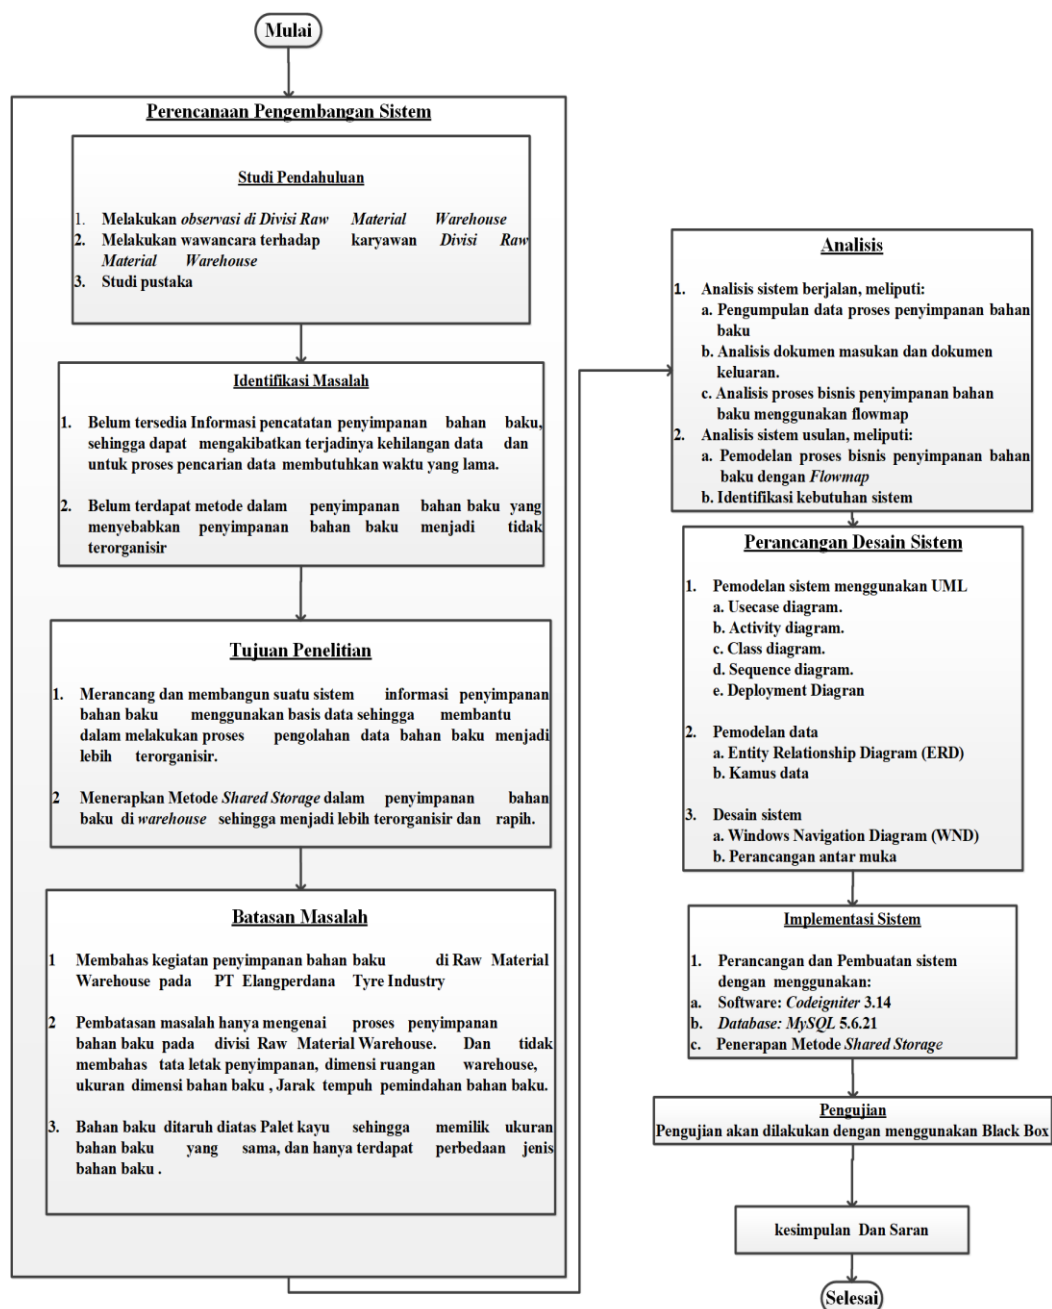 Mulai
Perencanaan Pengembangan Sistem
Studi Pendahuluan
1. Melakukan observasi di Divisi Raw Material Warehouse
2. Melakukan wawancara terhadap karyawan Divisi Raw
Material Warehouse
3. Studi pustaka
Identifikasi Masalah
1. Belum tersedia Informasi pencatatan penyimpanan bahan baku,
sehingga dapat mengakibatkan terjadinya kehilangan data dan
untuk proses pencarian data membutuhkan waktu yang lama.
2. Belum terdapat metode dalam penyimpanan bahan baku yang
menyebabkan penyimpanan bahan baku menjadi tidak
terorganisir
Tujuan Penelitian
1. Merancang dan membangun suatu sistem informasi penyimpanan
bahan baku menggunakan basis data sehingga membantu
dalam melakukan proses pengolahan data bahan baku menjadi
lebih terorganisir.
2 Menerapkan Metode Shared Storage dalam penyimpanan bahan
baku di warehouse sehingga menjadi lebih terorganisir dan rapih.
Batasan Masalah
1 Membahas kegiatan penyimpanan bahan baku di Raw Material
Warehouse pada PT Elangperdana Tyre Industry
2 Pembatasan masalah hanya mengenai proses penyimpanan
bahan baku pada divisi Raw Material Warehouse. Dan tidak
membahas tata letak penyimpanan, dimensi ruangan warehouse,
ukuran dimensi bahan baku , Jarak tempuh pemindahan bahan baku.
3. Bahan baku ditaruh diatas Palet kayu sehingga memilik ukuran
bahan baku yang sama, dan hanya terdapat perbedaan jenis
bahan baku .
Analisis
1. Analisis sistem berjalan, meliputi:
a. Pengumpulan data proses penyimpanan bahan
baku
b. Analisis dokumen masukan dan dokumen
keluaran.
c. Analisis proses bisnis penyimpanan bahan
baku menggunakan flowmap
2. Analisis sistem usulan, meliputi:
a. Pemodelan proses bisnis penyimpanan bahan
baku dengan Flowmap
b. Identifikasi kebutuhan sistem
Perancangan Desain Sistem
1. Pemodelan sistem menggunakan UML
a. Usecase diagram.
b. Activity diagram.
c. Class diagram.
d. Sequence diagram.
e. Deployment Diagran
2. Pemodelan data
a. Entity Relationship Diagram (ERD)
b. Kamus data
3. Desain sistem
a. Windows Navigation Diagram (WND)
b. Perancangan antar muka
Implementasi Sistem
1. Perancangan dan Pembuatan sistem
dengan menggunakan:
a. Software: Codeigniter 3.14
b. Database: MySQL 5.6.21
c. Penerapan Metode Shared Storage
Pengujian
Pengujian akan dilakukan dengan menggunakan Black Box
kesimpulan Dan Saran
Selesai